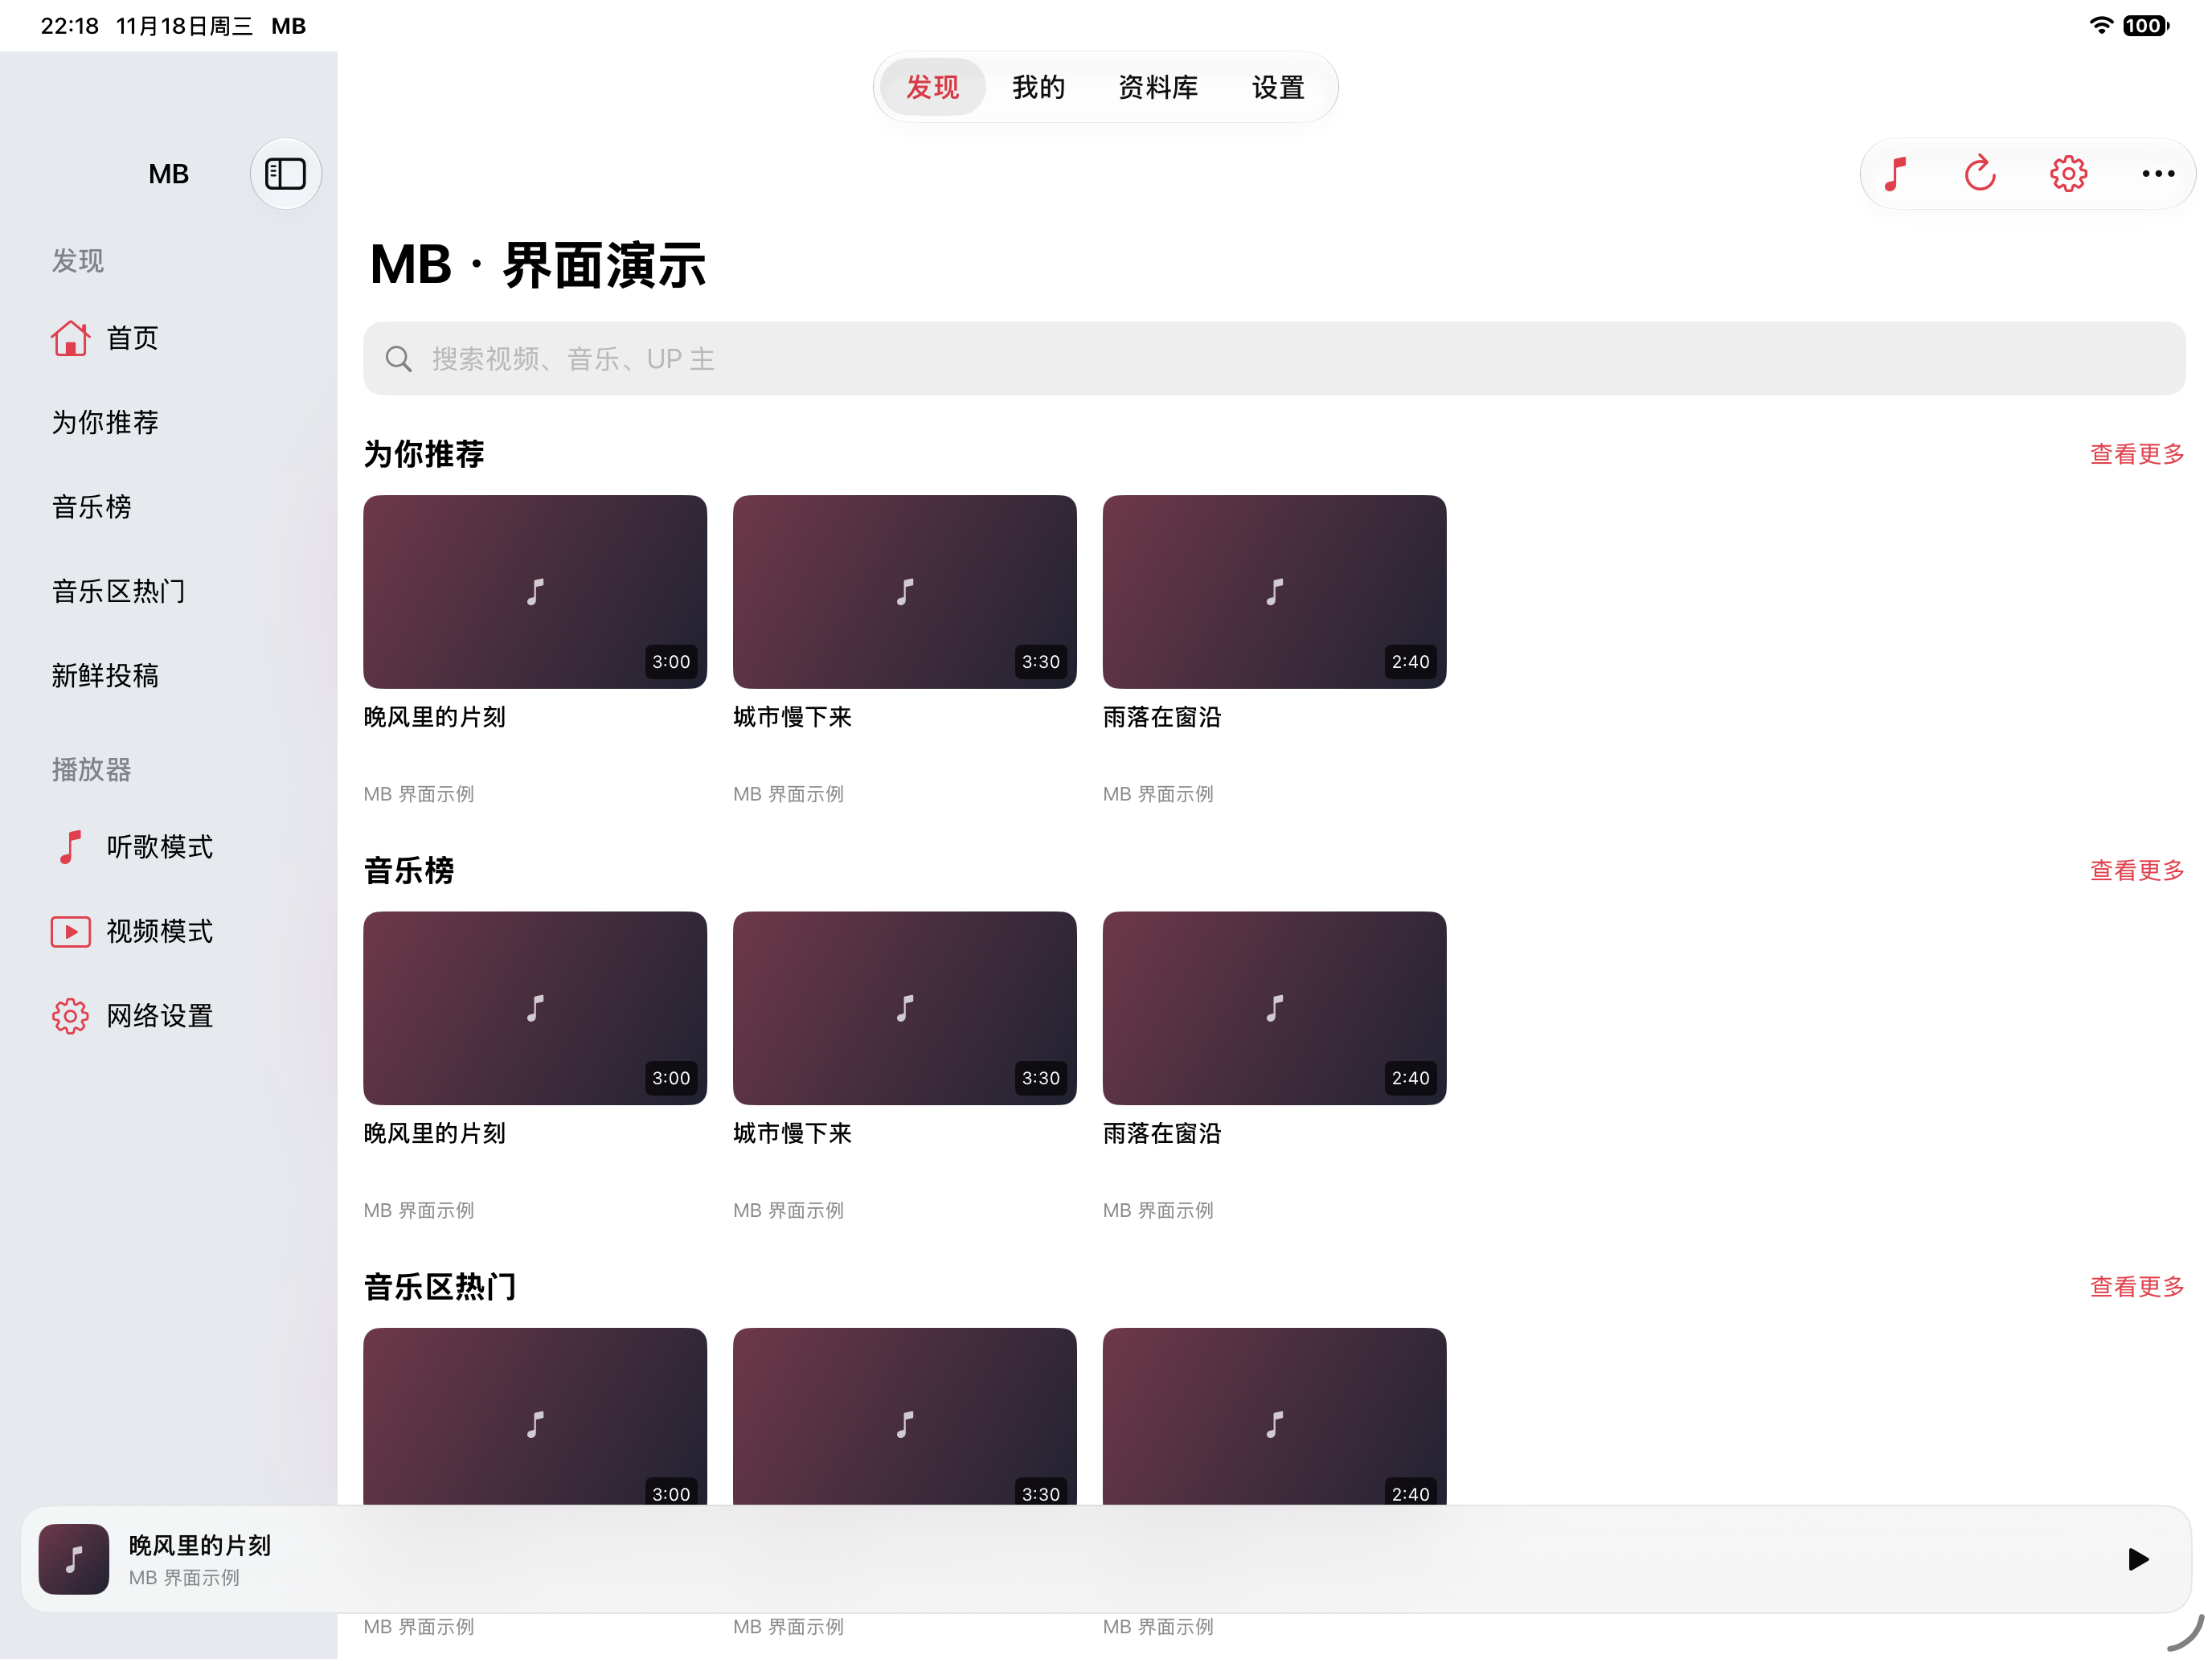 22:18 11月18日周三 MB
100
发现 我的 资料库 设置
MB
发现
首页
为你推荐
音乐榜
音乐区热门
新鲜投稿
播放器
听歌模式
视频模式
网络设置
MB · 界面演示
搜索视频、音乐、UP 主
为你推荐 查看更多
3:00 3:30 2:40
晚风里的片刻 城市慢下来 雨落在窗沿
MB 界面示例 MB 界面示例 MB 界面示例
音乐榜 查看更多
3:00 3:30 2:40
晚风里的片刻 城市慢下来 雨落在窗沿
MB 界面示例 MB 界面示例 MB 界面示例
音乐区热门 查看更多
3:00 3:30 2:40
晚风里的片刻
MB 界面示例
MB 界面示例 MB 界面示例 MB 界面示例